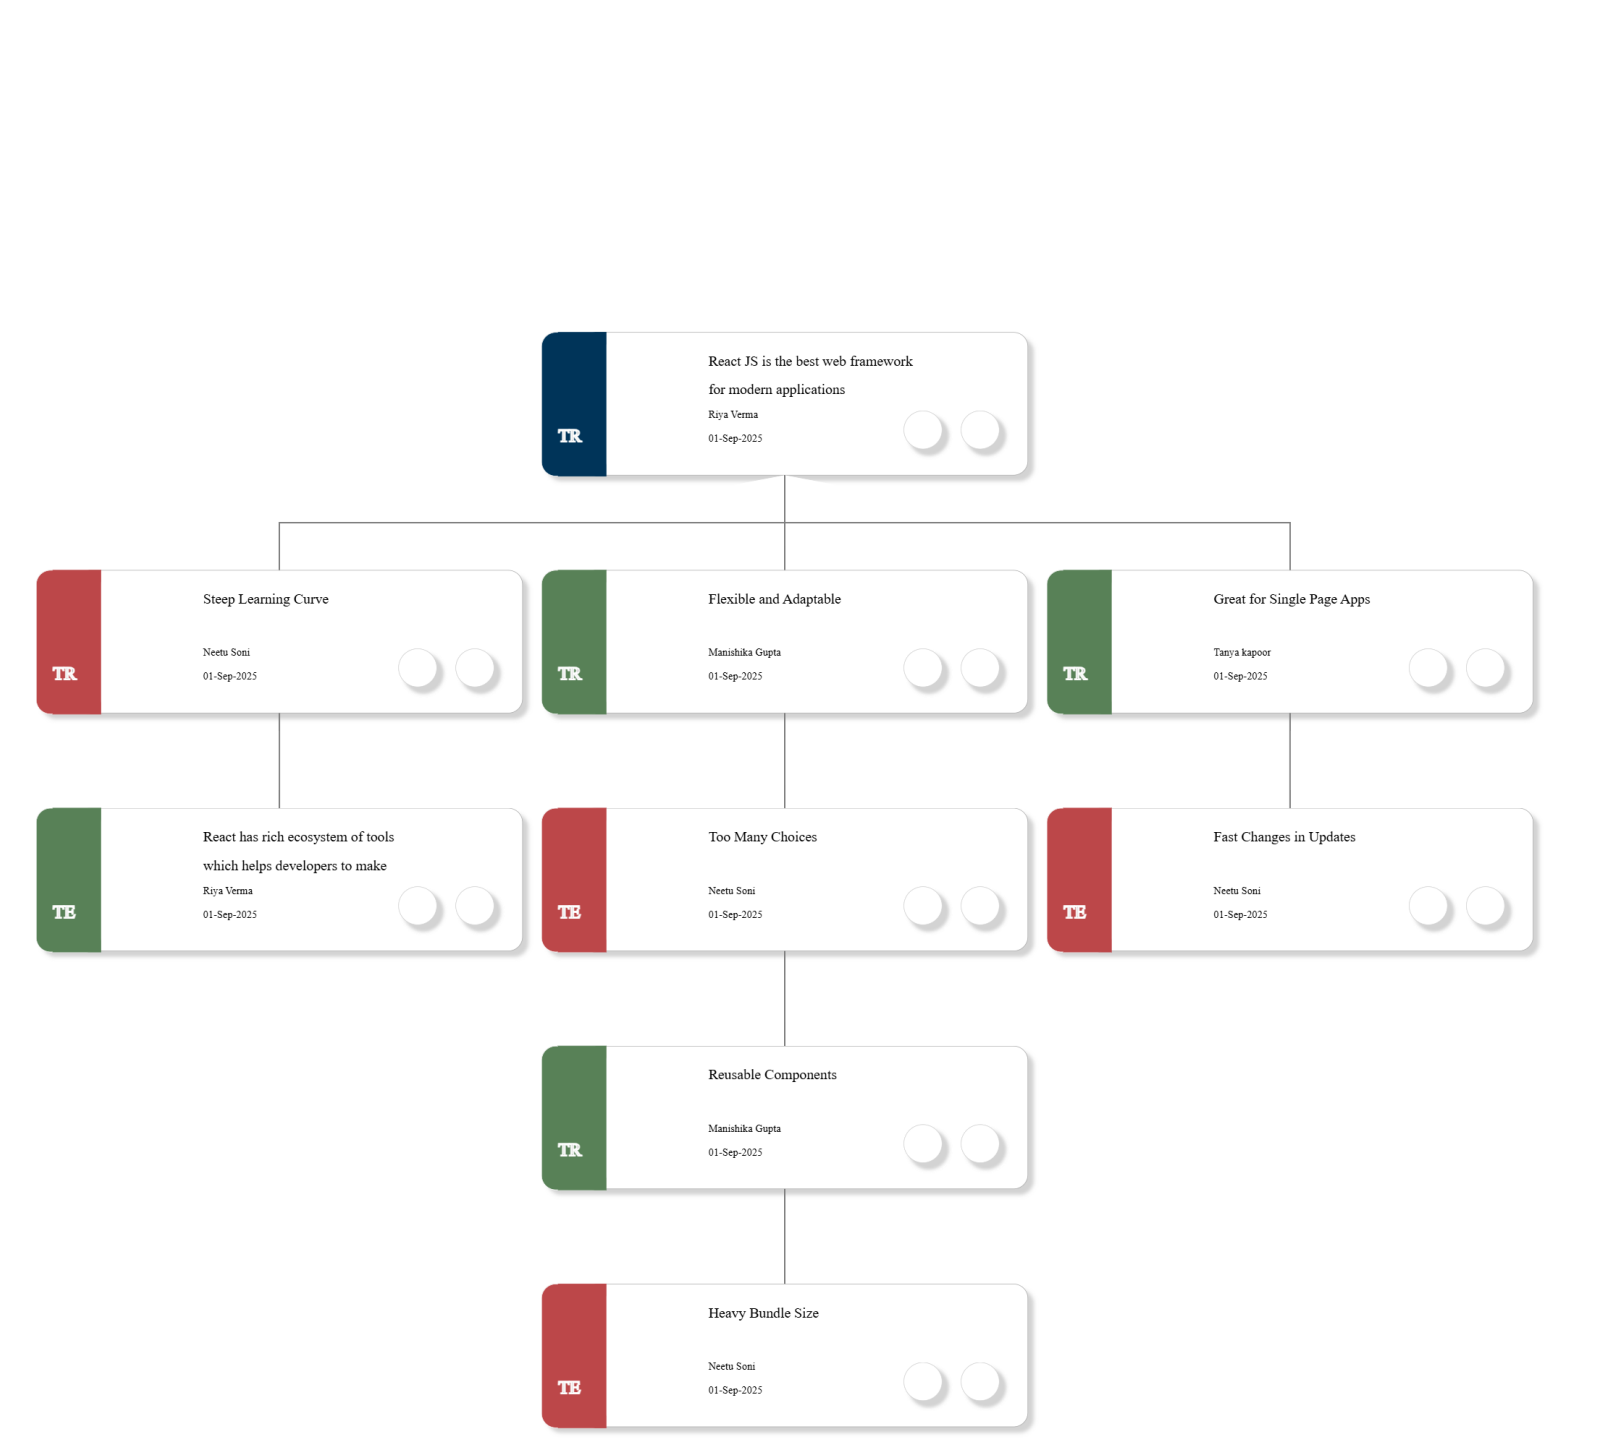 React JS is the best web framework
for modern applications
Riya Verma
01-Sep-2025
TR
Steep Learning Curve
Neetu Soni
01-Sep-2025
TR
Flexible and Adaptable
Manishika Gupta
01-Sep-2025
TR
Great for Single Page Apps
Tanya kapoor
01-Sep-2025
TR
React has rich ecosystem of tools
which helps developers to make
Riya Verma
01-Sep-2025
TE
Too Many Choices
Neetu Soni
01-Sep-2025
TE
Fast Changes in Updates
Neetu Soni
01-Sep-2025
TE
Reusable Components
Manishika Gupta
01-Sep-2025
TR
Heavy Bundle Size
Neetu Soni
01-Sep-2025
TE